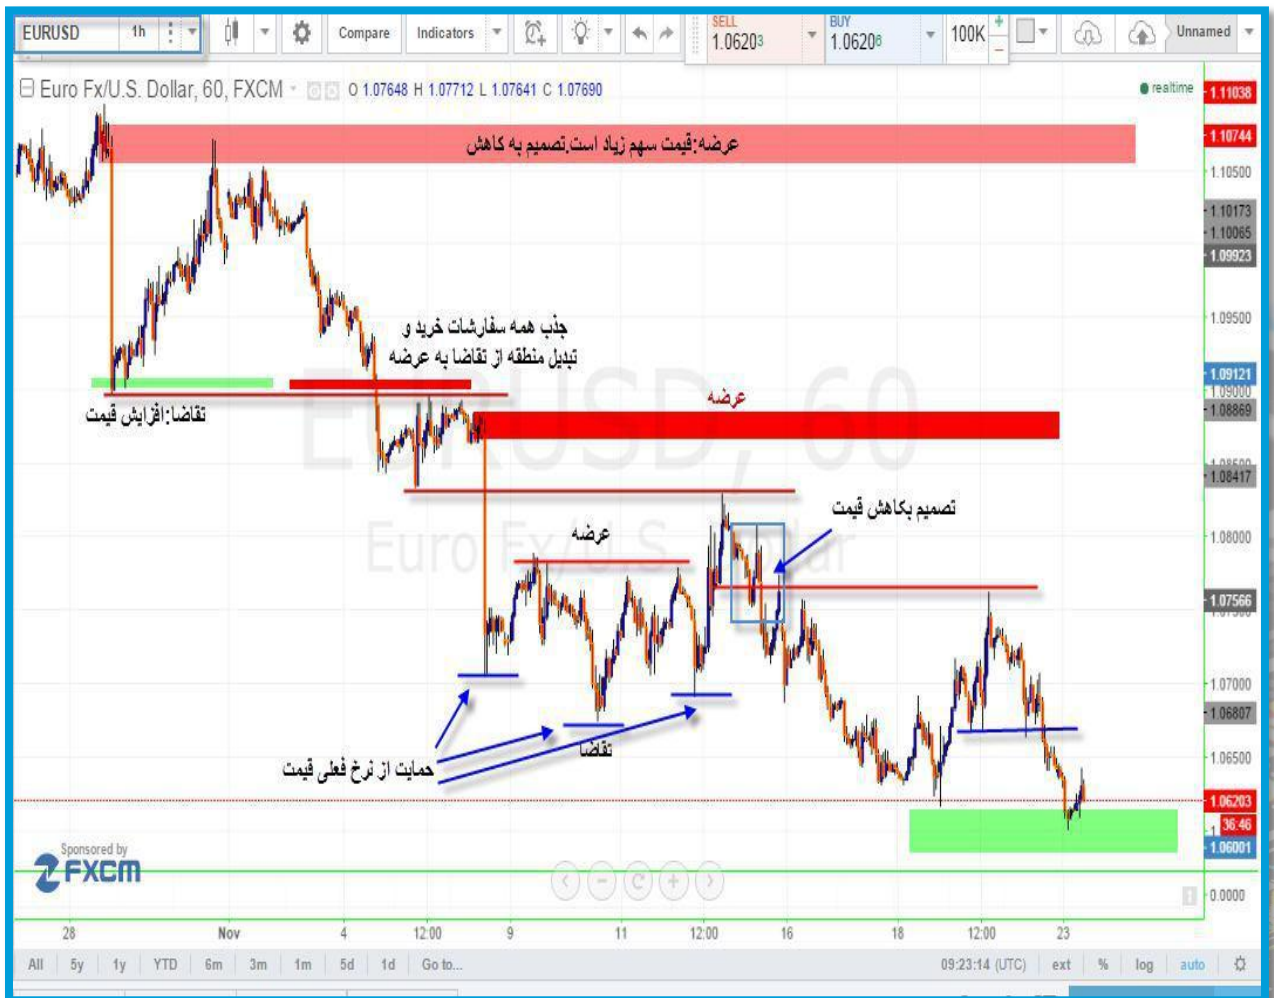 EURUSD 1h Compare Indicators SELL 1.06203 BUY 1.06206 100K Unnamed
Euro Fx/U.S. Dollar, 60, FXCM O 1.07648 H 1.07712 L 1.07641 C 1.07690 realtime
1.11038
عرضه:قیمت سهم زیاد است.تصمیم به کاهش
1.10744
1.10500
1.10173
1.10065
1.09923
1.09500
جذب همه سفارشات خرید و
تبدیل منطقه از تقاضا به عرضه
1.09121
1.09000
عرضه
تقاضا:افزایش قیمت
1.08869
EURUSD, 60
1.08500
1.08417
تصمیم بکاهش قیمت
عرضه
1.08000
Euro Fx/U.S. Dollar
1.07566
1.07500
1.07000
1.06807
تقاضا
حمایت از نرخ فعلی قیمت
1.06500
1.06203
36:46
1.06001
Sponsored by
FXCM
0.0000
28 Nov 4 12:00 9 11 12:00 16 18 12:00 23
All 5y 1y YTD 6m 3m 1m 5d 1d Go to... 09:23:14 (UTC) ext % log auto